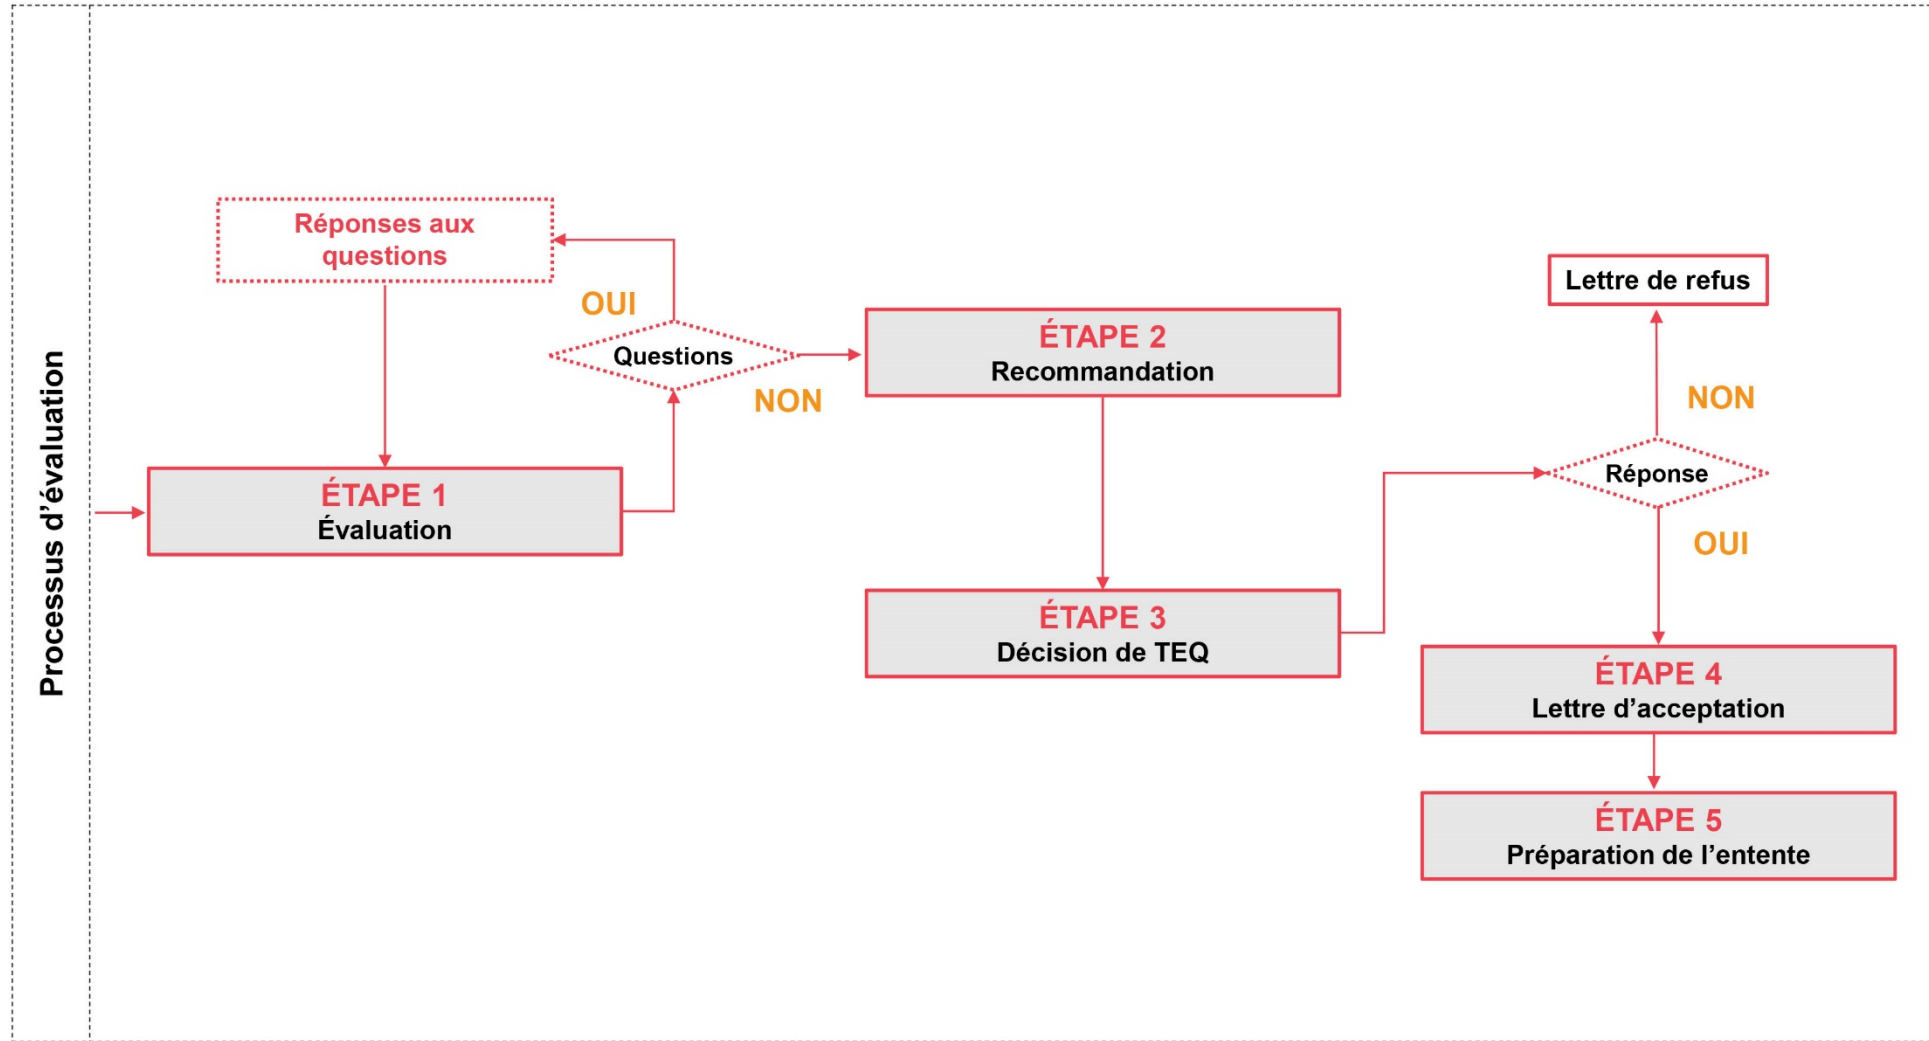 Processus d’évaluation
Réponses aux
questions
OUI
Questions
NON
ÉTAPE 1
Évaluation
ÉTAPE 2
Recommandation
ÉTAPE 3
Décision de TEQ
Lettre de refus
NON
Réponse
OUI
ÉTAPE 4
Lettre d’acceptation
ÉTAPE 5
Préparation de l’entente